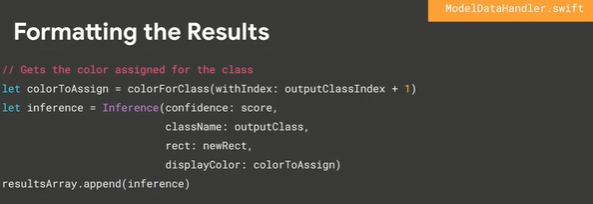 ModelDataHandler.swift
Formatting the Results
// Gets the color assigned for the class
let colorToAssign = colorForClass(withIndex: outputClassIndex + 1)
let inference = Inference(confidence: score,
className: outputClass,
rect: newRect,
displayColor: colorToAssign)
resultsArray.append(inference)